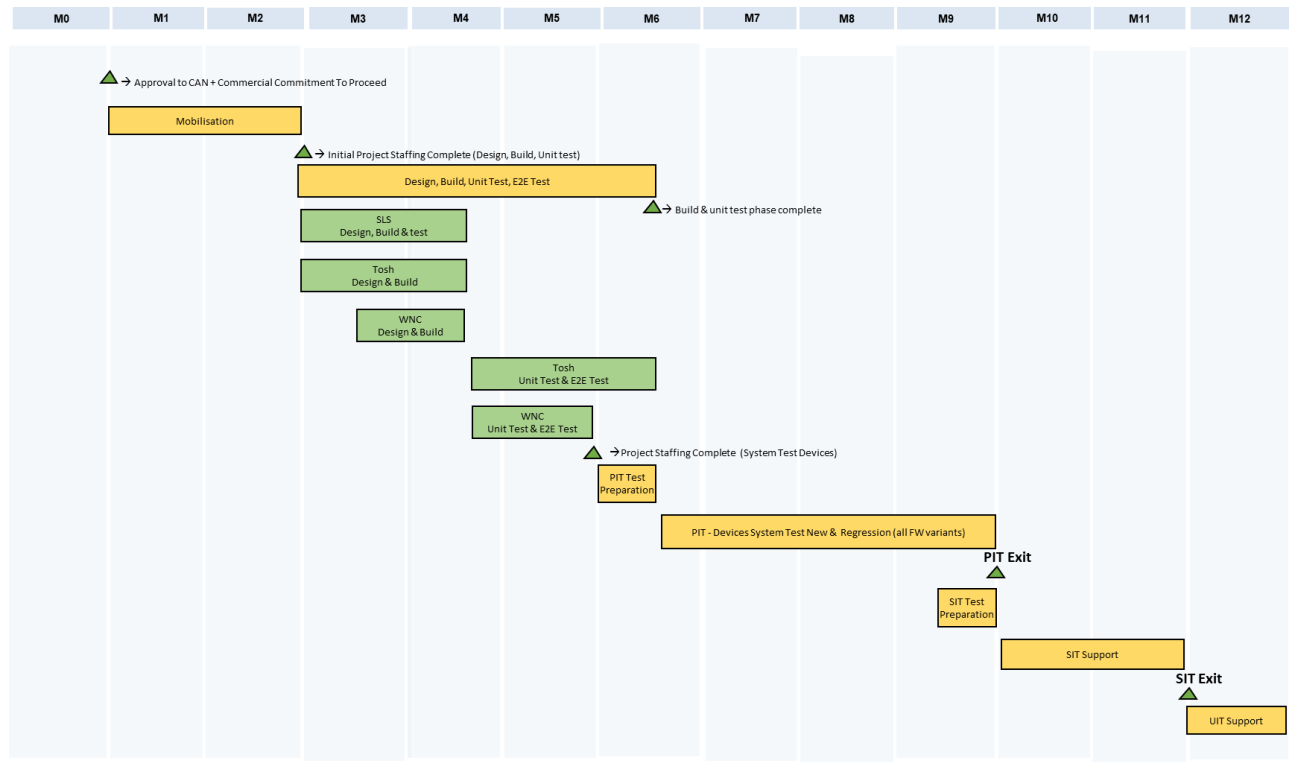 M0 M1 M2 M3 M4 M5 M6 M7 M8 M9 M10 M11 M12
→ Approval to CAN + Commercial Commitment To Proceed
Mobilisation
→ Initial Project Staffing Complete (Design, Build, Unit test)
Design, Build, Unit Test, E2E Test
→ Build & unit test phase complete
SLS
Design, Build & test
Tosh
Design & Build
WNC
Design & Build
Tosh
Unit Test & E2E Test
WNC
Unit Test & E2E Test
→ Project Staffing Complete (System Test Devices)
PIT Test
Preparation
PIT - Devices System Test New & Regression (all FW variants)
PIT Exit
SIT Test
Preparation
SIT Support
SIT Exit
UIT Support